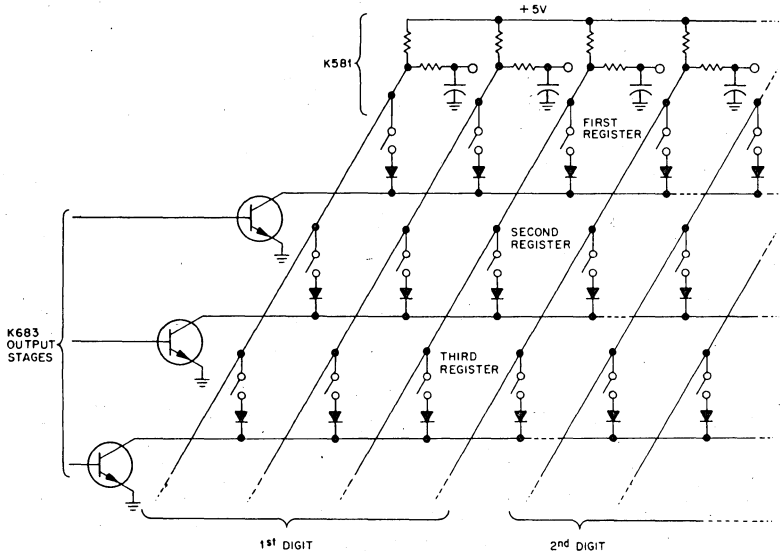 +5V
K581
FIRST
REGISTER
SECOND
REGISTER
K683
OUTPUT
STAGES
THIRD
REGISTER
1st DIGIT
2nd DIGIT